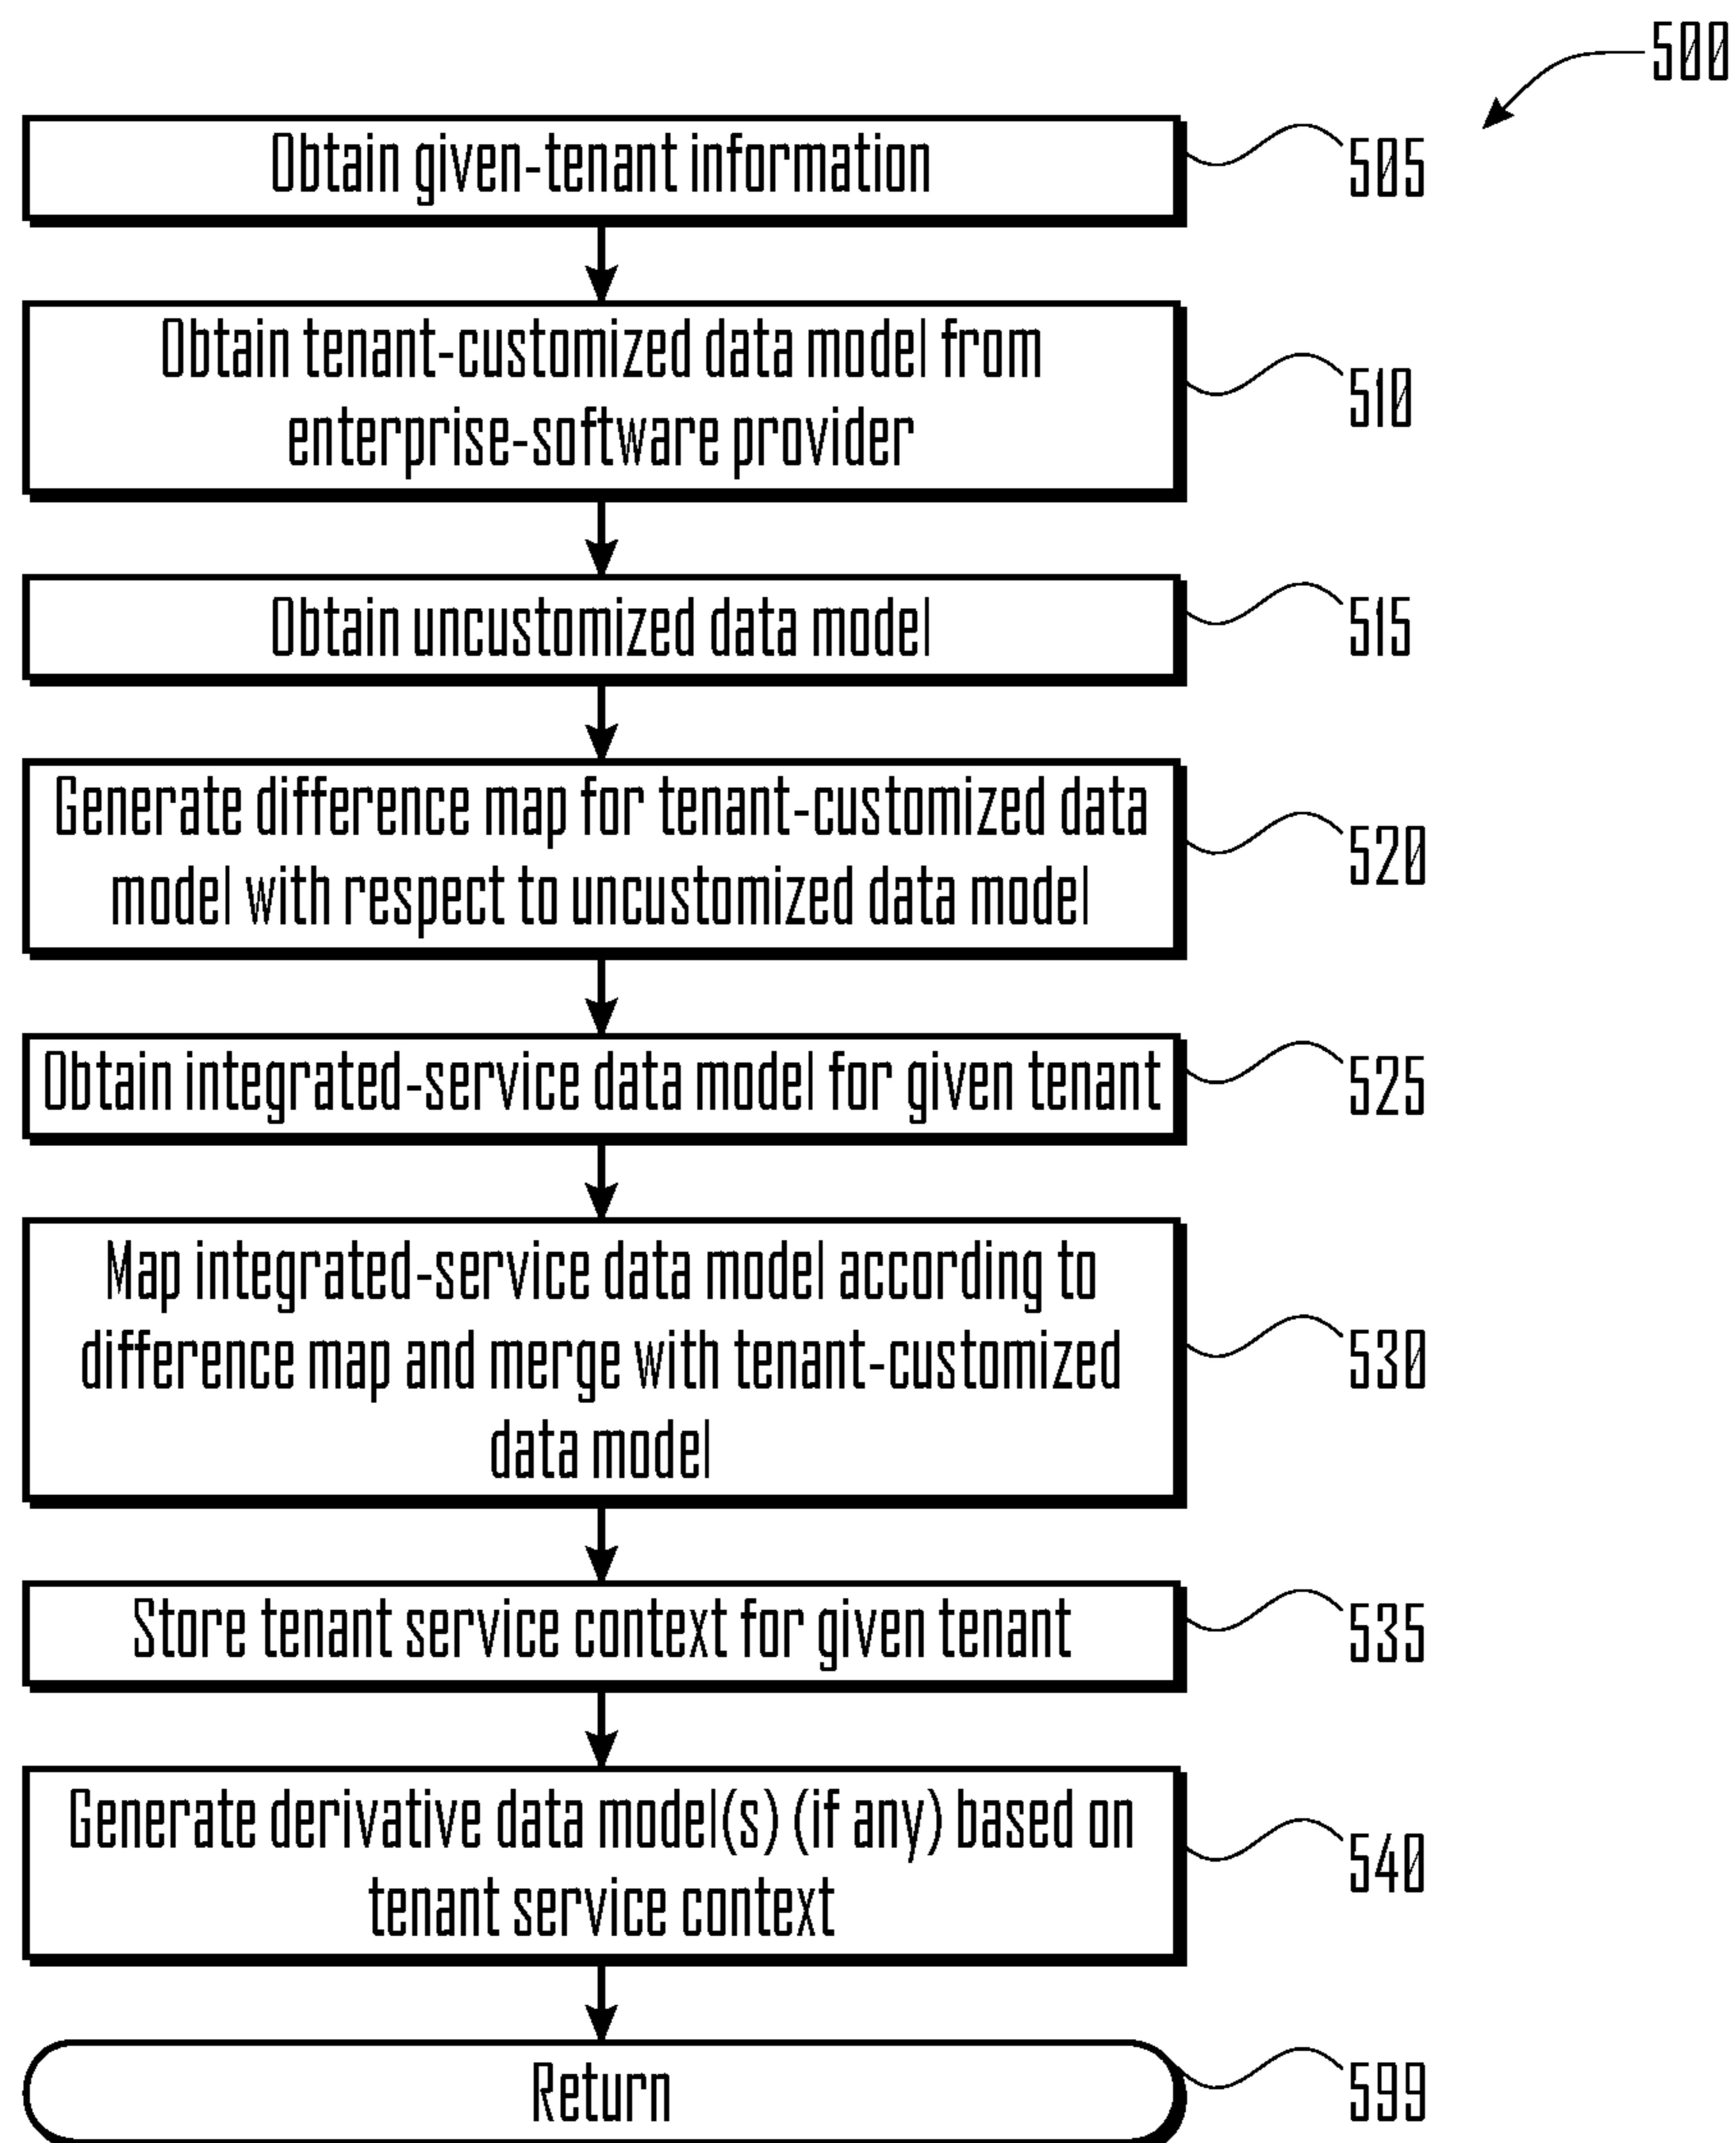 500
Obtain given-tenant information
505
Obtain tenant-customized data model from
enterprise-software provider
510
Obtain uncustomized data model
515
Generate difference map for tenant-customized data
model with respect to uncustomized data model
520
Obtain integrated-service data model for given tenant
525
Map integrated-service data model according to
difference map and merge with tenant-customized
data model
530
Store tenant service context for given tenant
535
Generate derivative data model(s) (if any) based on
tenant service context
540
Return
599